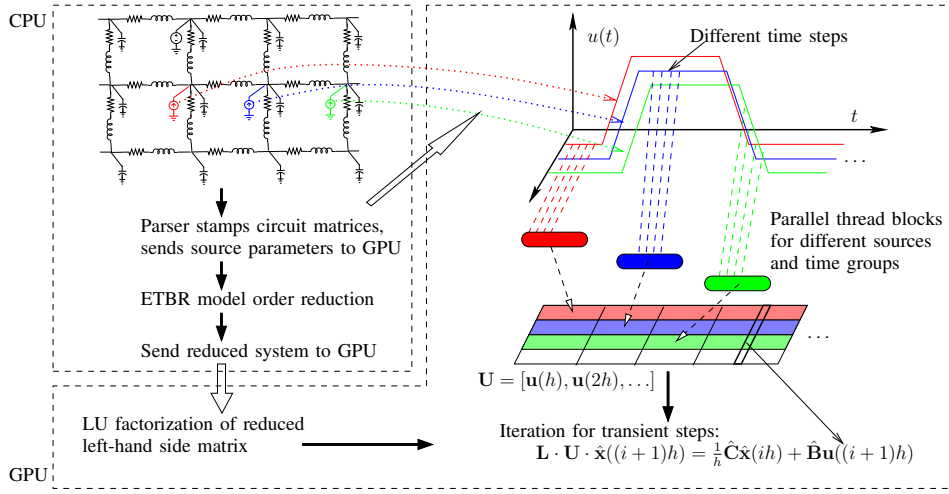 CPU
u(t)
Different time steps
t
. . .
Parser stamps circuit matrices,
sends source parameters to GPU
Parallel thread blocks
for different sources
and time groups
ETBR model order reduction
Send reduced system to GPU
. . .
U = [u(h), u(2h), . . .]
LU factorization of reduced
left-hand side matrix
Iteration for transient steps:
L · U · x̂((i + 1)h) = 1/h Ĉx̂(ih) + B̂u((i + 1)h)
GPU